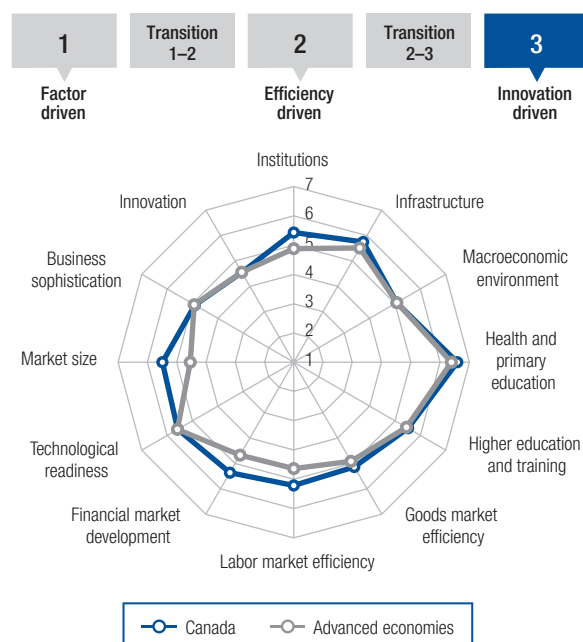 1
Transition
1–2
2
Transition
2–3
3
Factor
driven
Efficiency
driven
Innovation
driven
Institutions
7
6
5
4
3
2
1
Infrastructure
Macroeconomic
environment
Health and
primary
education
Higher education
and training
Goods market
efficiency
Labor market efficiency
Financial market
development
Technological
readiness
Market size
Business
sophistication
Innovation
Canada
Advanced economies